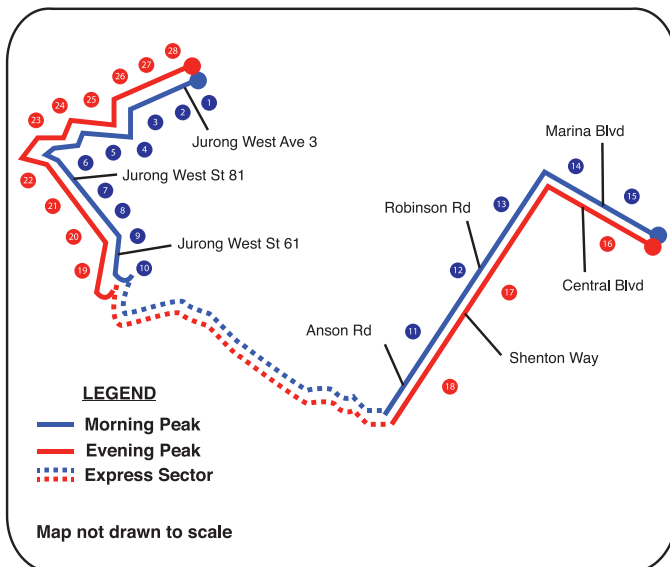 28
27
26
25
24
23
1
2
3
4
5
6
Jurong West Ave 3
Jurong West St 81
22
21
20
19
7
8
9
10
Jurong West St 61
Marina Blvd
14
15
13
Robinson Rd
16
12
17
Central Blvd
Anson Rd
11
Shenton Way
18
LEGEND
Morning Peak
Evening Peak
Express Sector
Map not drawn to scale